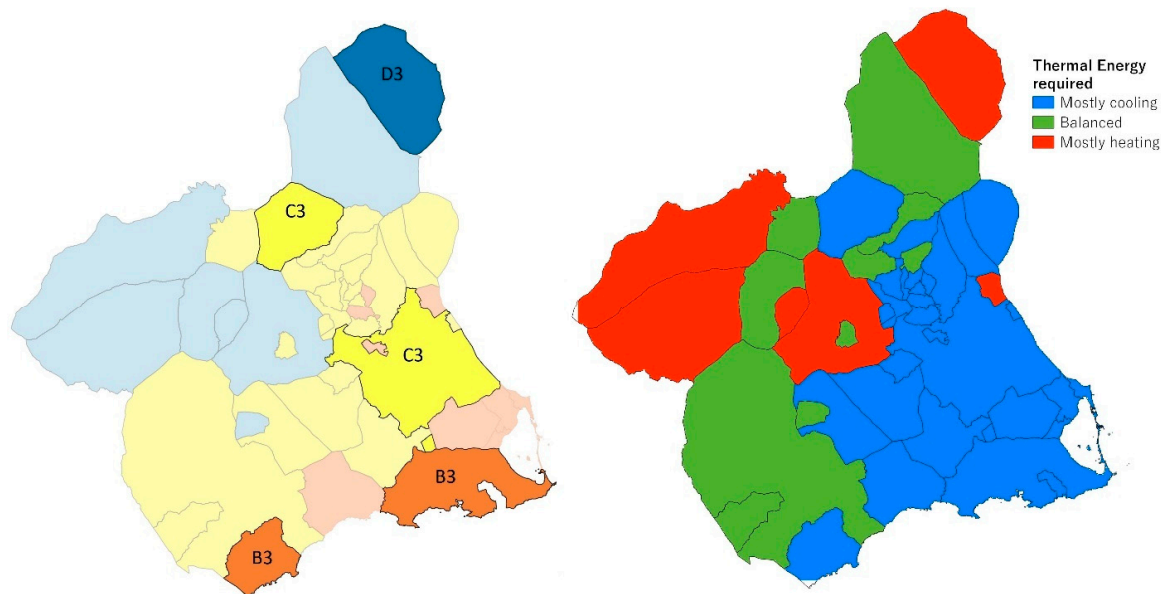 D3
C3
C3
B3
B3
Thermal Energy
required
Mostly cooling
Balanced
Mostly heating